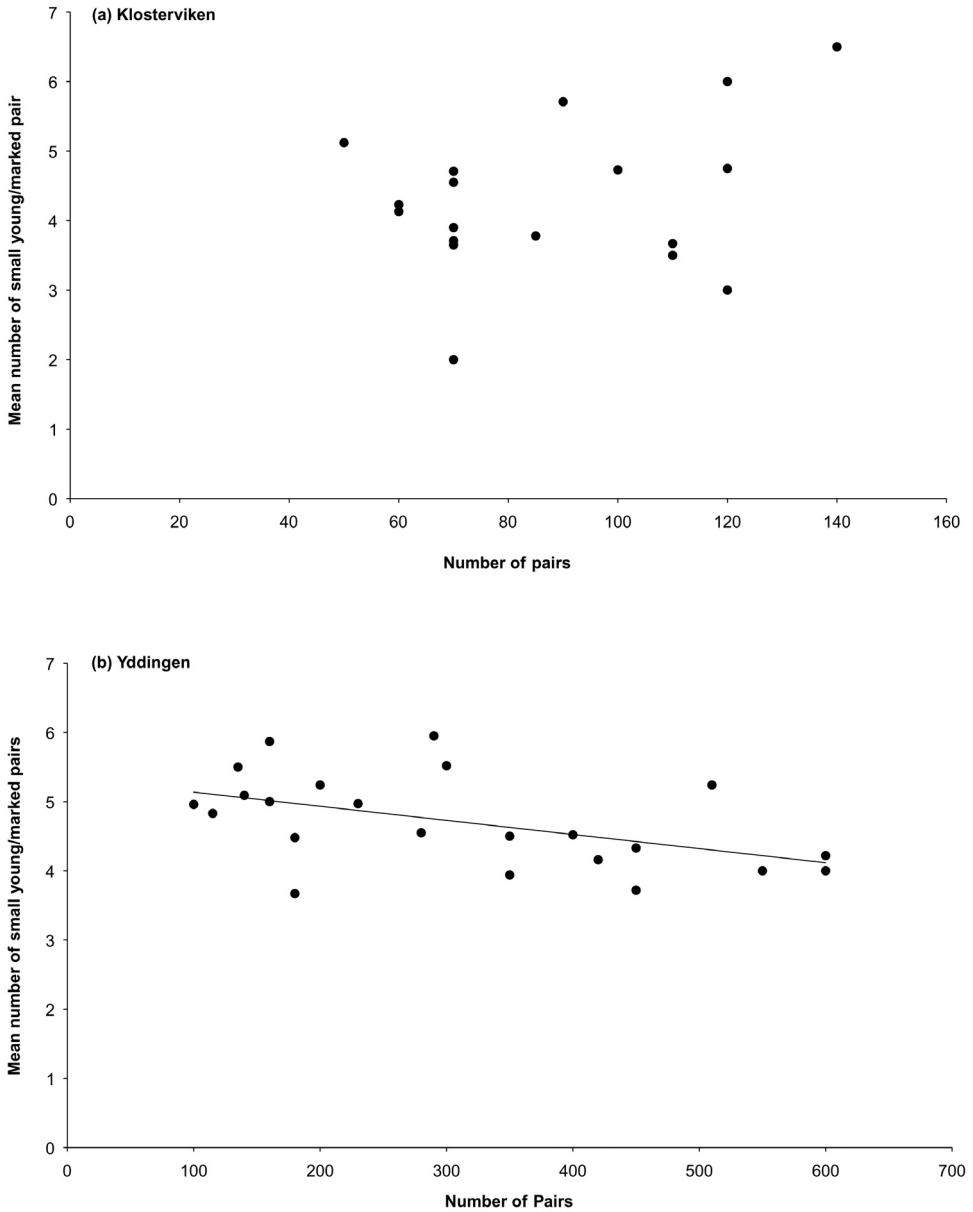 (a) Klosterviken
Mean number of small young/marked pair
7
6
5
4
3
2
1
0
0 20 40 60 80 100 120 140 160
Number of pairs
(b) Yddingen
Mean number of small young/marked pairs
7
6
5
4
3
2
1
0
0 100 200 300 400 500 600 700
Number of Pairs